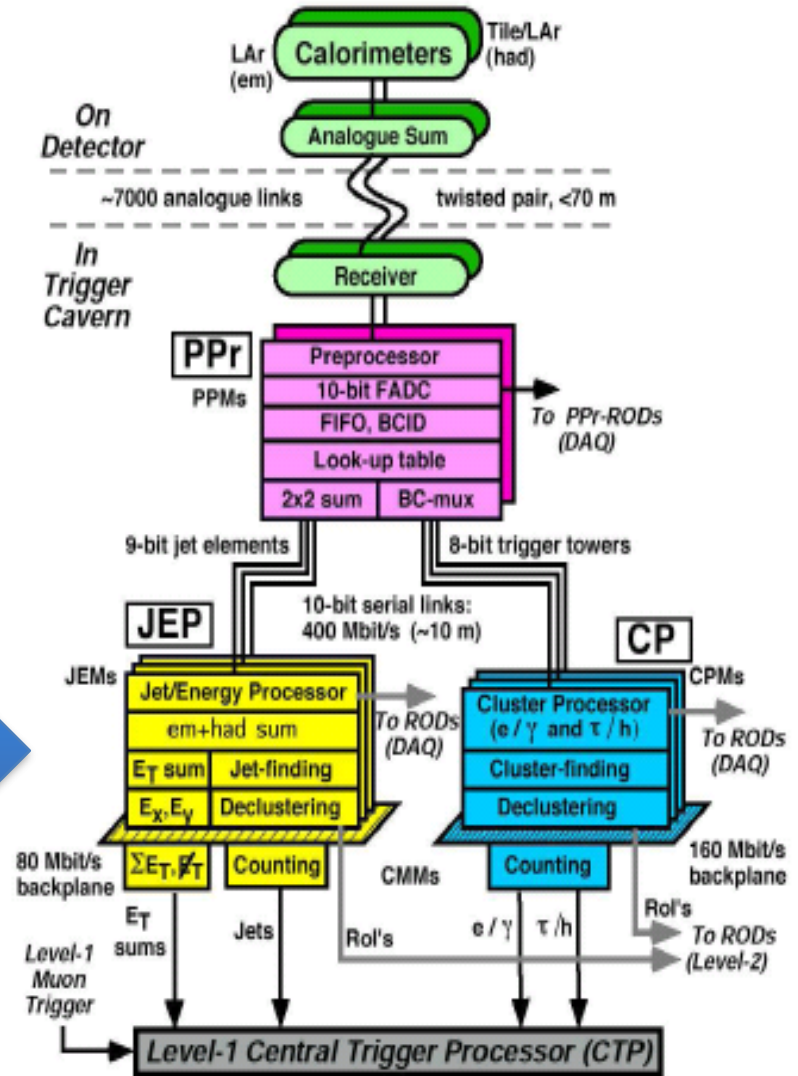 LAr
(em)
Calorimeters
Tile/LAr
(had)
On
Detector
Analogue Sum
~7000 analogue links
twisted pair, <70 m
In
Trigger
Cavern
Receiver
PPr
PPMs
Preprocessor
10-bit FADC
FIFO, BCID
Look-up table
2x2 sum
BC-mux
To PPr-RODs
(DAQ)
9-bit jet elements
8-bit trigger towers
10-bit serial links:
400 Mbit/s (~10 m)
JEP
JEMs
Jet/Energy Processor
em+had sum
ET sum
Jet-finding
Ex,Ey
Declustering
To RODs
(DAQ)
CP
CPMs
Cluster Processor
(e/γ and τ/h)
Cluster-finding
Declustering
To RODs
(DAQ)
80 Mbit/s
backplane
ΣET,E̸T
Counting
CMMs
Counting
160 Mbit/s
backplane
ET
sums
Jets
RoI's
e/γ
τ/h
RoI's
To RODs
(Level-2)
Level-1
Muon
Trigger
Level-1 Central Trigger Processor (CTP)